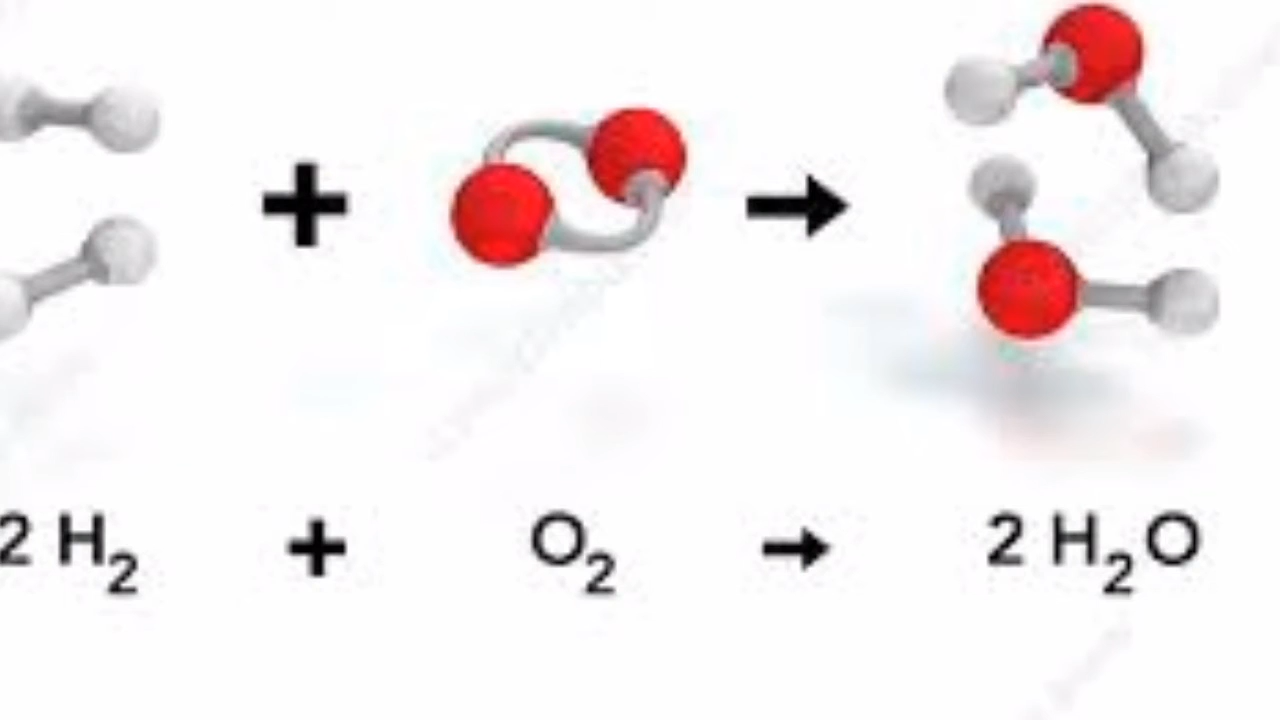 2 H₂ + O₂ → 2 H₂O